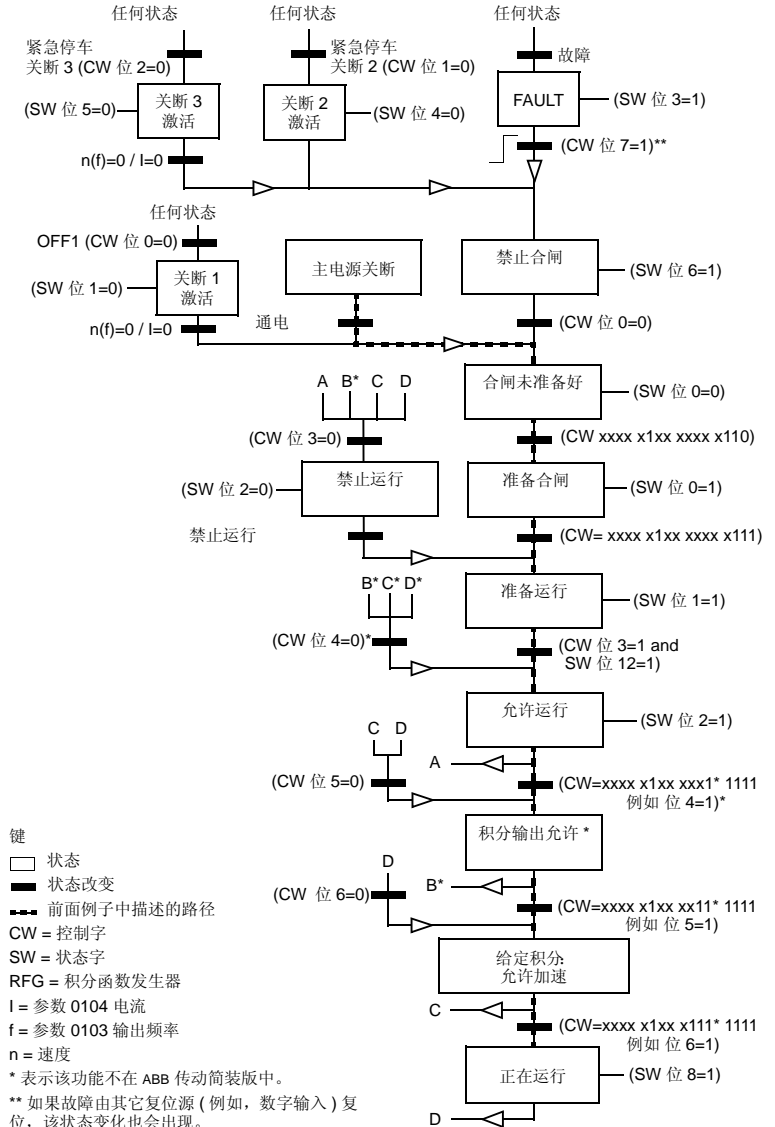 任何状态
任何状态
任何状态
紧急停车
关断 3 (CW 位 2=0)
紧急停车
关断 2 (CW 位 1=0)
故障
(SW 位 5=0)
关断 3
激活
关断 2
激活
(SW 位 4=0)
FAULT
(SW 位 3=1)
n(f)=0 / I=0
(CW 位 7=1)**
任何状态
OFF1 (CW 位 0=0)
(SW 位 1=0)
关断 1
激活
主电源关断
禁止合闸
(SW 位 6=1)
n(f)=0 / I=0
通电
(CW 位 0=0)
合闸未准备好
(SW 位 0=0)
A B* C D
(CW 位 3=0)
(CW xxxx x1xx xxxx x110)
(SW 位 2=0)
禁止运行
准备合闸
(SW 位 0=1)
禁止运行
(CW= xxxx x1xx xxxx x111)
B* C* D*
准备运行
(SW 位 1=1)
(CW 位 4=0)*
(CW 位 3=1 and
SW 位 12=1)
允许运行
(SW 位 2=1)
C D
A
(CW 位 5=0)
(CW=xxxx x1xx xxx1* 1111
例如 位 4=1)*
积分输出允许 *
键
状态
状态改变
前面例子中描述的路径
CW = 控制字
SW = 状态字
RFG = 积分函数发生器
I = 参数 0104 电流
f = 参数 0103 输出频率
n = 速度
* 表示该功能不在 ABB 传动简装版中。
** 如果故障由其它复位源 ( 例如，数字输入 ) 复
位，该状态变化也会出现。
D
B*
(CW 位 6=0)
(CW=xxxx x1xx xx11* 1111
例如 位 5=1)
给定积分:
允许加速
C
(CW=xxxx x1xx x111* 1111
例如 位 6=1)
正在运行
(SW 位 8=1)
D